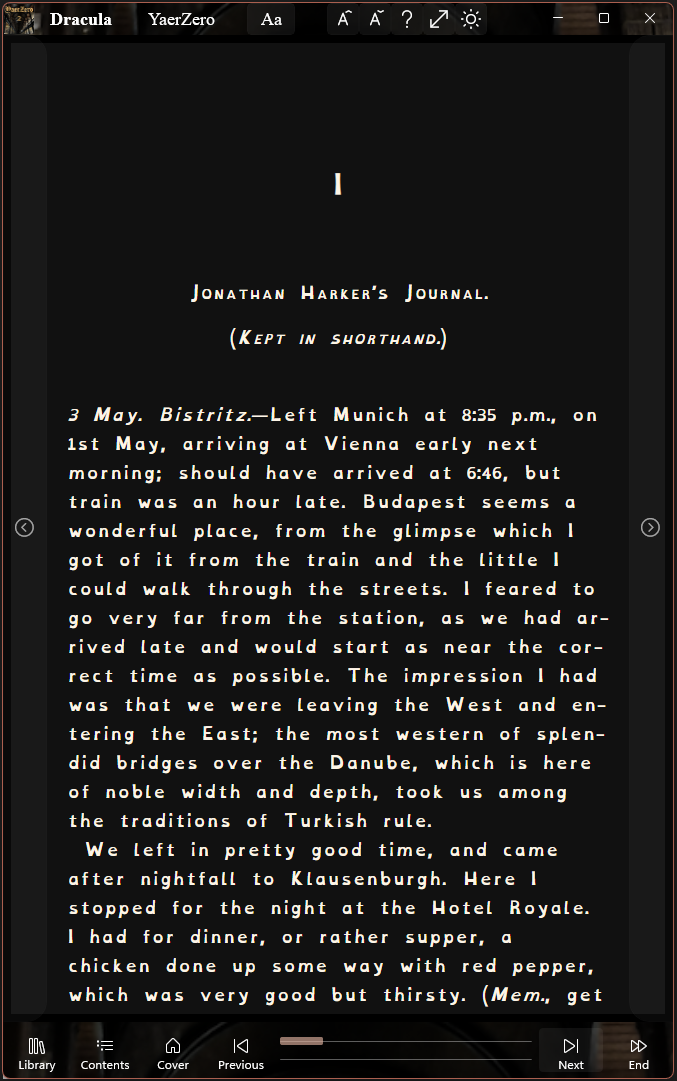 YaerZero
2
Dracula YaerZero Aa A A ?
I
Jonathan Harker's Journal.
(Kept in shorthand.)
3 May. Bistritz.—Left Munich at 8:35 p.m., on
1st May, arriving at Vienna early next
morning; should have arrived at 6:46, but
train was an hour late. Budapest seems a
wonderful place, from the glimpse which I
got of it from the train and the little I
could walk through the streets. I feared to
go very far from the station, as we had ar-
rived late and would start as near the cor-
rect time as possible. The impression I had
was that we were leaving the West and en-
tering the East; the most western of splen-
did bridges over the Danube, which is here
of noble width and depth, took us among
the traditions of Turkish rule.
We left in pretty good time, and came
after nightfall to Klausenburgh. Here I
stopped for the night at the Hotel Royale.
I had for dinner, or rather supper, a
chicken done up some way with red pepper,
which was very good but thirsty. (Mem., get
Library Contents Cover Previous Next End